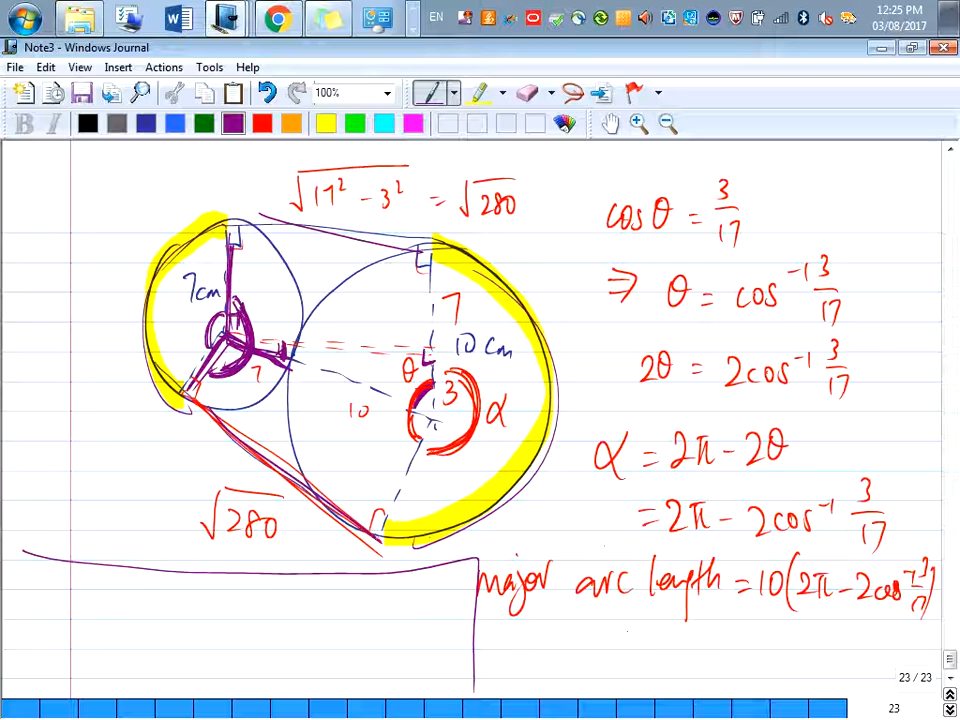 EN
12:25 PM
03/08/2017
Note3 - Windows Journal
File Edit View Insert Actions Tools Help
100%
B I
√17² - 3² = √280
cos θ = 3/17
⇒ θ = cos⁻¹ 3/17
2θ = 2cos⁻¹ 3/17
α = 2π - 2θ
= 2π - 2cos⁻¹ 3/17
major arc length = 10(2π - 2cos⁻¹ 3/17)
7cm
7
10 cm
θ
3
α
7
10
√280
23 / 23
23